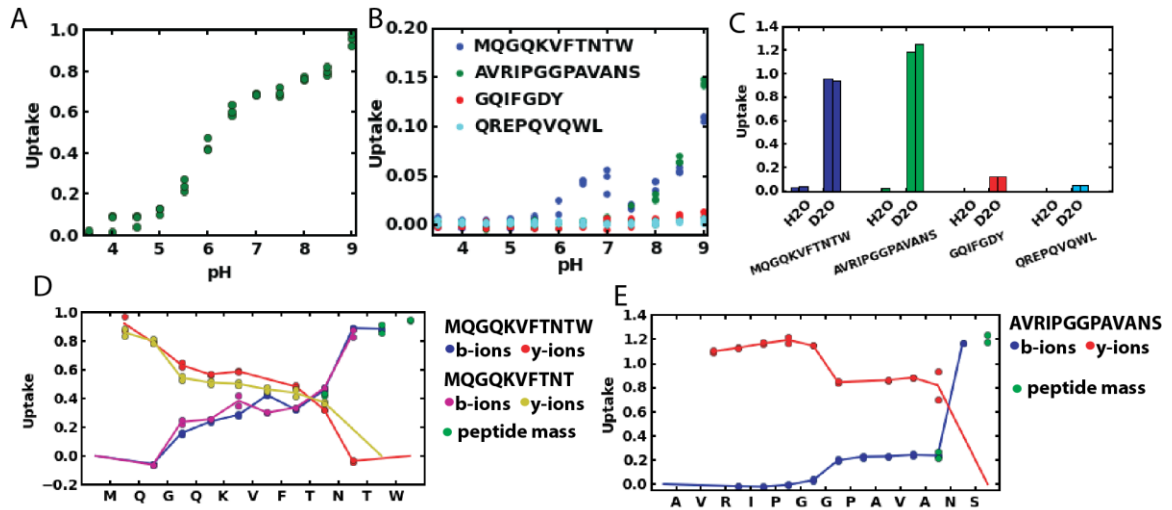 A
Uptake
1.0
0.8
0.6
0.4
0.2
0.0
4 5 6 7 8 9
pH
B
Uptake
0.20
0.15
0.10
0.05
0.00
MQGQKVFTNTW
AVRIPGGPAVANS
GQIFGDY
QREPQVQWL
4 5 6 7 8 9
pH
C
Uptake
1.4
1.2
1.0
0.8
0.6
0.4
0.2
0.0
H2O D2O H2O D2O H2O D2O H2O D2O
MQGQKVFTNTW AVRIPGGPAVANS GQIFGDY QREPQVQWL
D
Uptake
1.0
0.8
0.6
0.4
0.2
0.0
−0.2
M Q G Q K V F T N T W
MQGQKVFTNTW
b-ions y-ions
MQGQKVFTNT
b-ions y-ions
peptide mass
E
Uptake
1.4
1.2
1.0
0.8
0.6
0.4
0.2
0.0
A V R I P G G P A V A N S
AVRIPGGPAVANS
b-ions y-ions
peptide mass